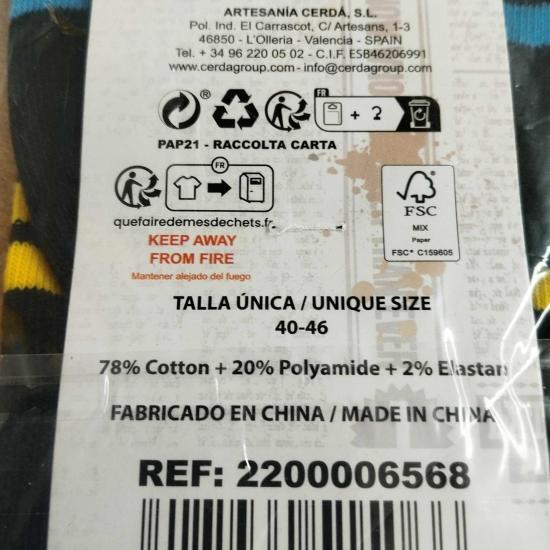 ARTESANÍA CERDÁ, S.L.
Pol. Ind. El Carrascot, C/ Artesans, 1-3
46850 - L'Olleria - Valencia - SPAIN
Tel. + 34 96 220 05 02 - C.I.F. ESB46206991
www.cerdagroup.com - info@cerdagroup.com
FR
+ 2
PAP21 - RACCOLTA CARTA
FR
quefairedemesdechets.fr
KEEP AWAY
FROM FIRE
Mantener alejado del fuego
FSC
MIX
Paper
FSC® C159605
TALLA ÚNICA / UNIQUE SIZE
40-46
78% Cotton + 20% Polyamide + 2% Elastan
FABRICADO EN CHINA / MADE IN CHINA
REF: 2200006568